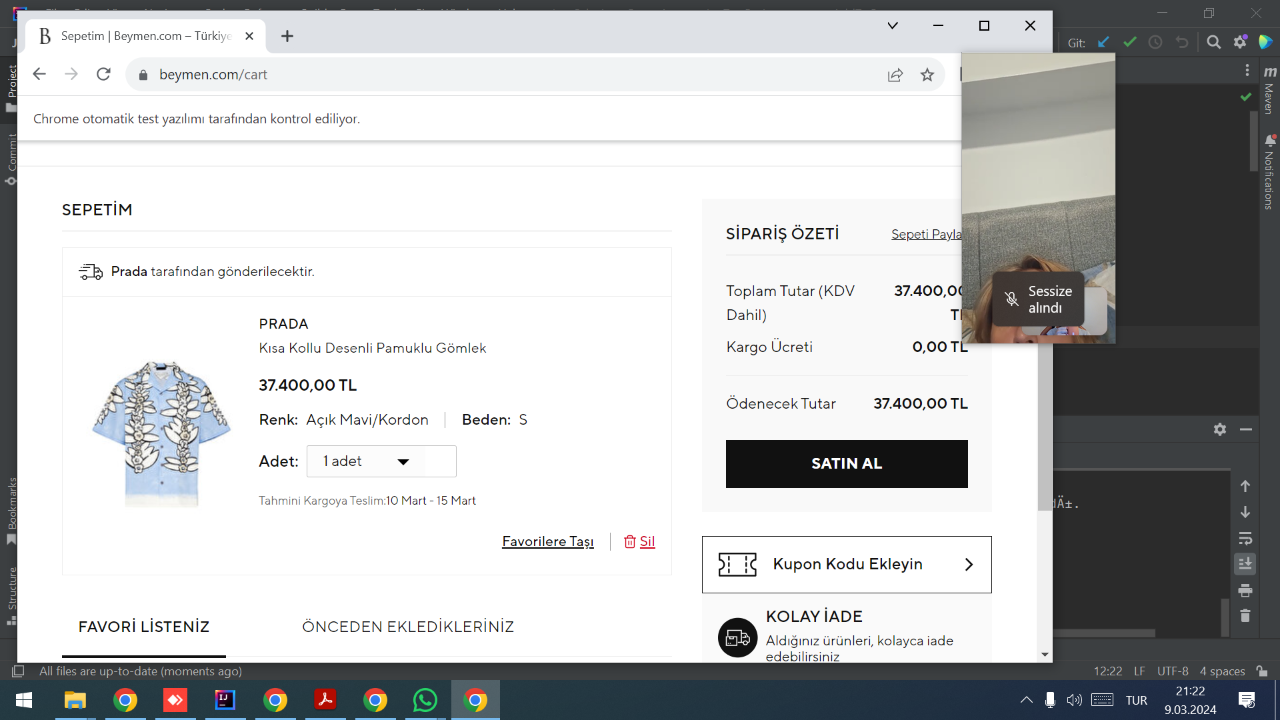 B Sepetim | Beymen.com – Türkiye
Git:
beymen.com/cart
Chrome otomatik test yazılımı tarafından kontrol ediliyor.
Project
Commit
Bookmarks
Structure
m
Maven
Notifications
SEPETİM
Prada tarafından gönderilecektir.
PRADA
Kısa Kollu Desenli Pamuklu Gömlek
37.400,00 TL
Renk: Açık Mavi/Kordon
Beden: S
Adet: 1 adet
Tahmini Kargoya Teslim:10 Mart - 15 Mart
Favorilere Taşı
Sil
FAVORİ LİSTENİZ
ÖNCEDEN EKLEDİKLERİNİZ
SİPARİŞ ÖZETİ
Sepeti Payla
Toplam Tutar (KDV Dahil)
37.400,00
TL
Kargo Ücreti
0,00 TL
Ödenecek Tutar
37.400,00 TL
SATIN AL
Kupon Kodu Ekleyin
KOLAY İADE
Aldığınız ürünleri, kolayca iade
edebilirsiniz
Sessize
alındı
All files are up-to-date (moments ago)
12:22 LF UTF-8 4 spaces
TUR
21:22
9.03.2024